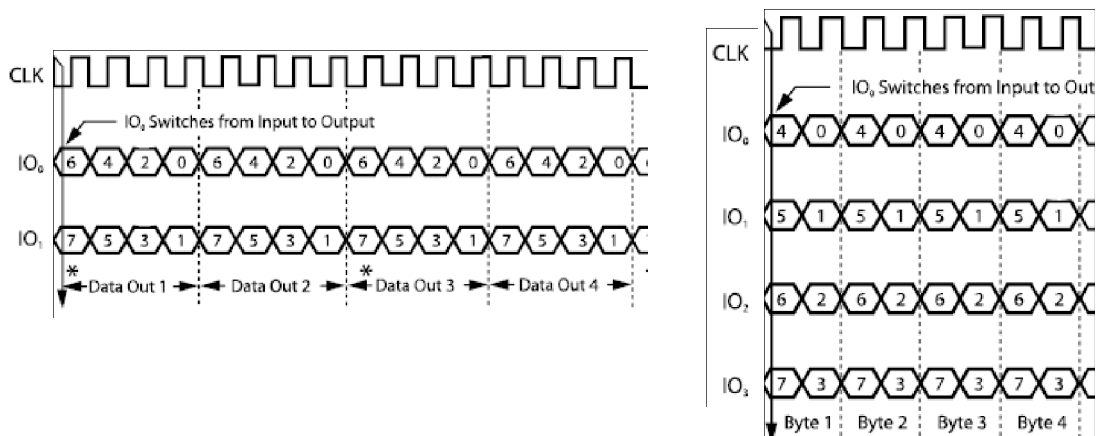 CLK
IO₀ Switches from Input to Output
IO₀ 6 4 2 0 6 4 2 0 6 4 2 0 6 4 2 0
IO₁ 7 5 3 1 7 5 3 1 7 5 3 1 7 5 3 1
* *
Data Out 1 Data Out 2 Data Out 3 Data Out 4
CLK
IO₀ Switches from Input to Out
IO₀ 4 0 4 0 4 0 4 0
IO₁ 5 1 5 1 5 1 5 1
IO₂ 6 2 6 2 6 2 6 2
IO₃ 7 3 7 3 7 3 7 3
Byte 1 Byte 2 Byte 3 Byte 4